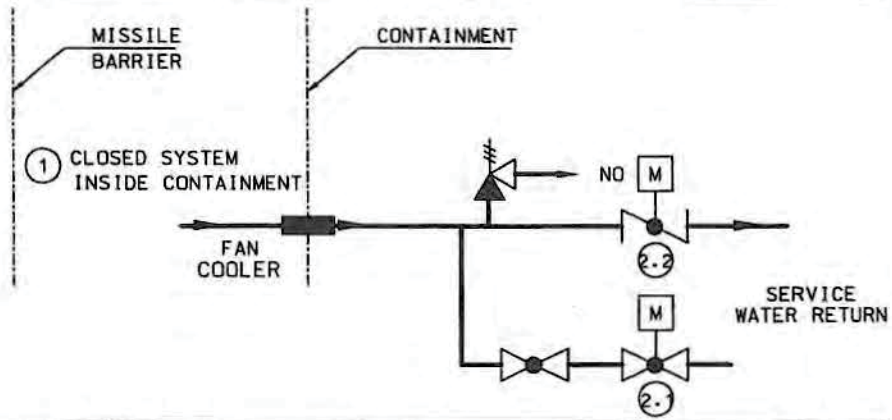 MISSILE
BARRIER
CONTAINMENT
1 CLOSED SYSTEM
INSIDE CONTAINMENT
NO M
FAN
COOLER
2.2
M
SERVICE
WATER RETURN
2.1